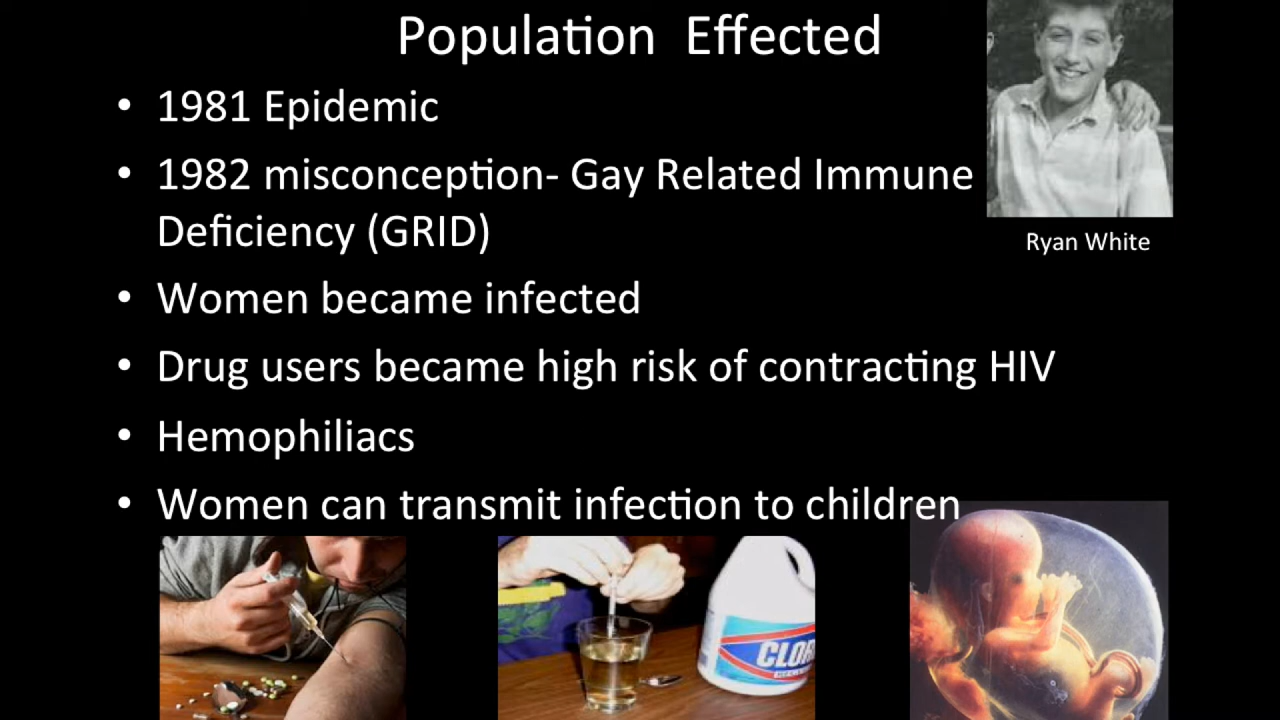 Population Effected
• 1981 Epidemic
• 1982 misconception- Gay Related Immune
Deficiency (GRID)
Ryan White
• Women became infected
• Drug users became high risk of contracting HIV
• Hemophiliacs
• Women can transmit infection to children
CLOR